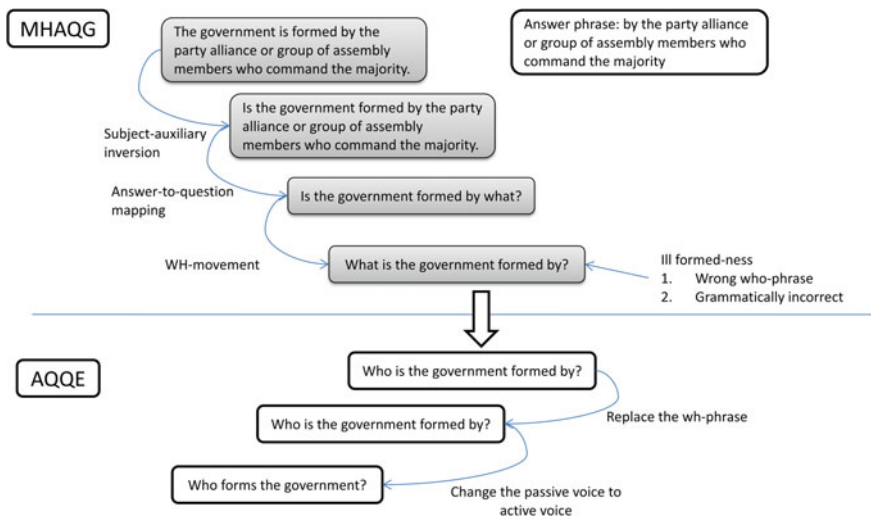 MHAQG
The government is formed by the
party alliance or group of assembly
members who command the majority.
Answer phrase: by the party alliance
or group of assembly members who
command the majority
Is the government formed by the party
alliance or group of assembly
members who command the majority.
Subject-auxiliary
inversion
Answer-to-question
mapping
Is the government formed by what?
WH-movement
What is the government formed by?
Ill formed-ness
1. Wrong who-phrase
2. Grammatically incorrect
AQQE
Who is the government formed by?
Replace the wh-phrase
Who is the government formed by?
Who forms the government?
Change the passive voice to
active voice